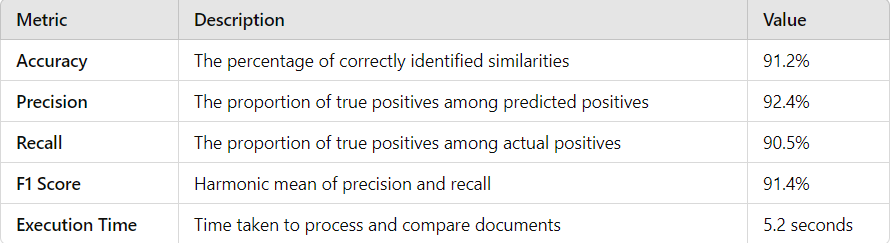 Metric Description Value
Accuracy The percentage of correctly identified similarities 91.2%
Precision The proportion of true positives among predicted positives 92.4%
Recall The proportion of true positives among actual positives 90.5%
F1 Score Harmonic mean of precision and recall 91.4%
Execution Time Time taken to process and compare documents 5.2 seconds